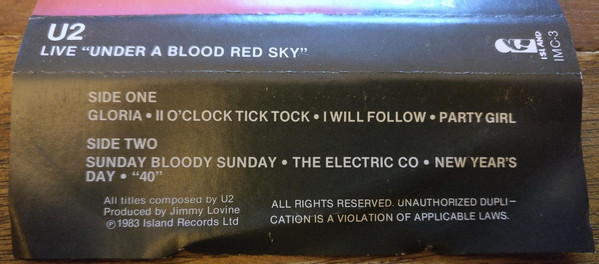 U2
LIVE "UNDER A BLOOD RED SKY"
ISLAND
IMC-3
SIDE ONE
GLORIA • II O'CLOCK TICK TOCK • I WILL FOLLOW • PARTY GIRL
SIDE TWO
SUNDAY BLOODY SUNDAY • THE ELECTRIC CO • NEW YEAR'S
DAY • "40"
All titles composed by U2
Produced by Jimmy Lovine
℗1983 Island Records Ltd
ALL RIGHTS RESERVED. UNAUTHORIZED DUPLI–
CATION IS A VIOLATION OF APPLICABLE LAWS.